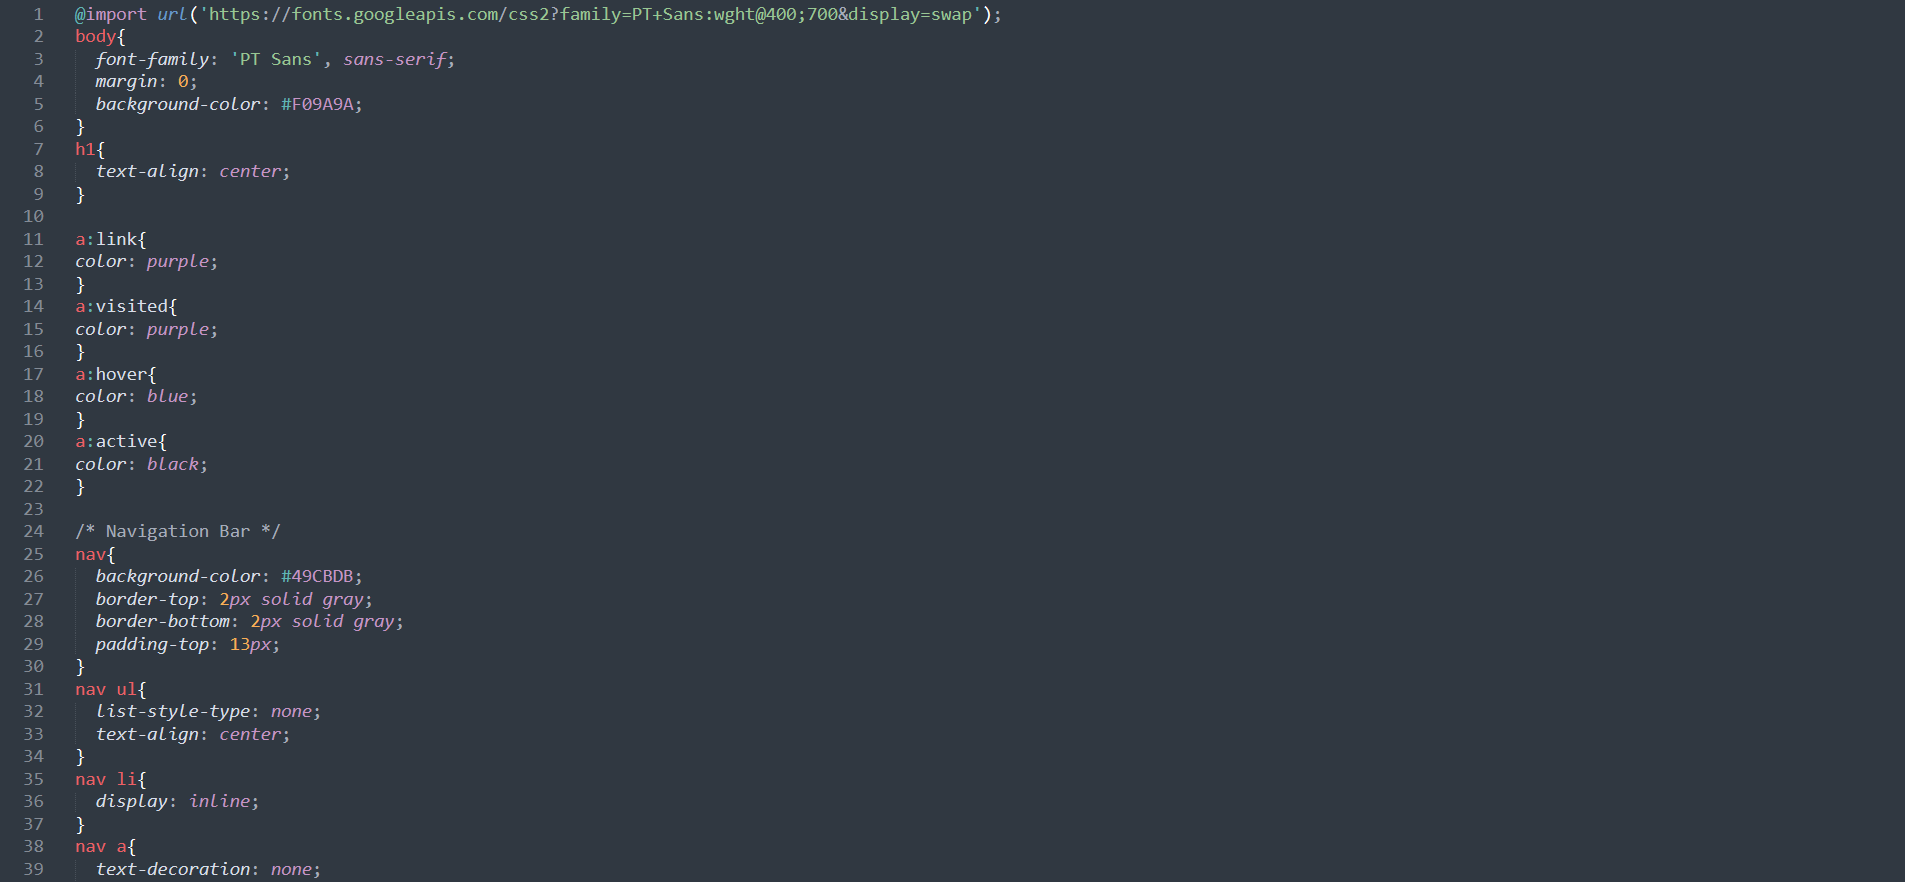 1 @import url('https://fonts.googleapis.com/css2?family=PT+Sans:wght@400;700&display=swap');
2 body{
3 font-family: 'PT Sans', sans-serif;
4 margin: 0;
5 background-color: #F09A9A;
6 }
7 h1{
8 text-align: center;
9 }
10
11 a:link{
12 color: purple;
13 }
14 a:visited{
15 color: purple;
16 }
17 a:hover{
18 color: blue;
19 }
20 a:active{
21 color: black;
22 }
23
24 /* Navigation Bar */
25 nav{
26 background-color: #49CBDB;
27 border-top: 2px solid gray;
28 border-bottom: 2px solid gray;
29 padding-top: 13px;
30 }
31 nav ul{
32 list-style-type: none;
33 text-align: center;
34 }
35 nav li{
36 display: inline;
37 }
38 nav a{
39 text-decoration: none;